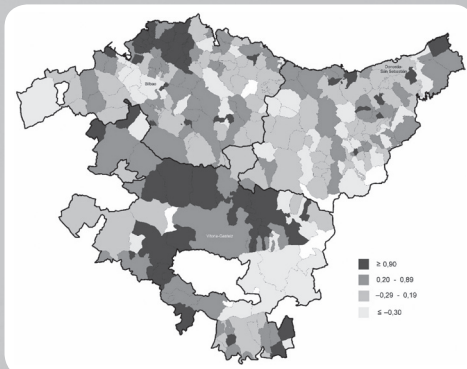 Donostia-
San Sebastián
Bilbao
Vitoria-Gasteiz
≥ 0,90
0,20 - 0,89
−0,29 - 0,19
≤ −0,30